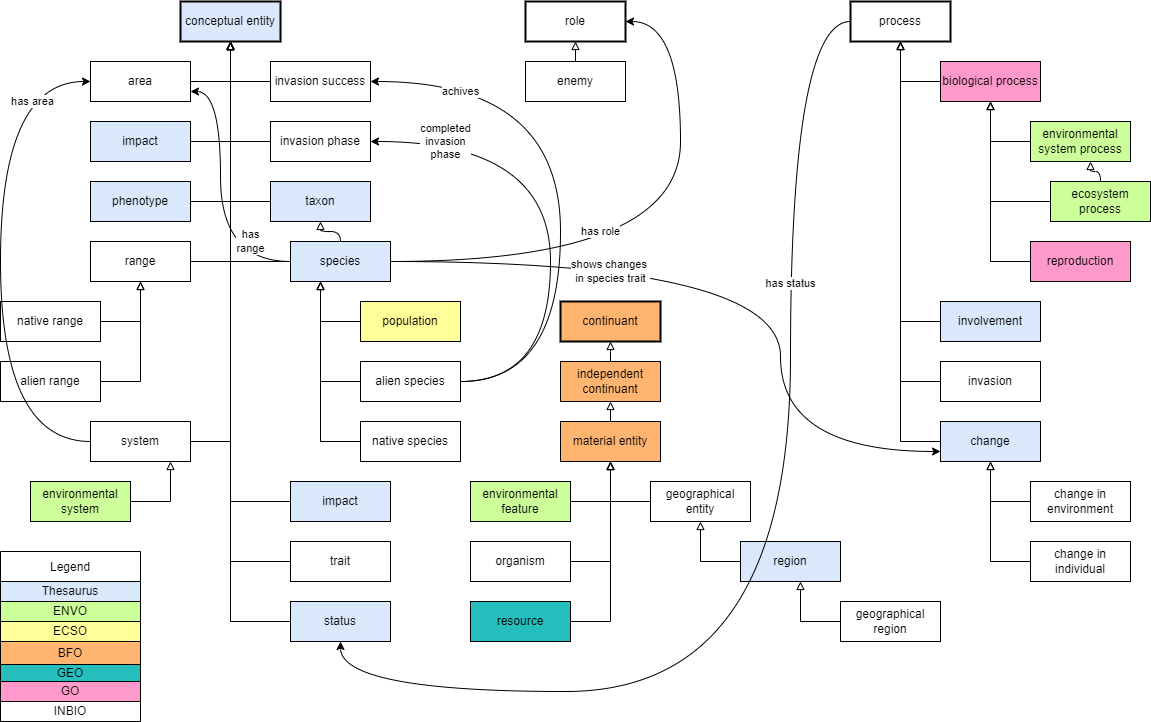 conceptual entity
role
process
area
invasion success
enemy
biological process
has area
achives
impact
invasion phase
completed
invasion
phase
environmental
system process
phenotype
taxon
ecosystem
process
has
range
has role
range
species
shows changes
in species trait
reproduction
has status
native range
population
continuant
involvement
alien range
alien species
independent
continuant
invasion
system
native species
material entity
change
environmental
system
impact
environmental
feature
geographical
entity
change in
environment
Legend
trait
organism
region
change in
individual
Thesaurus
ENVO
status
resource
geographical
region
ECSO
BFO
GEO
GO
INBIO